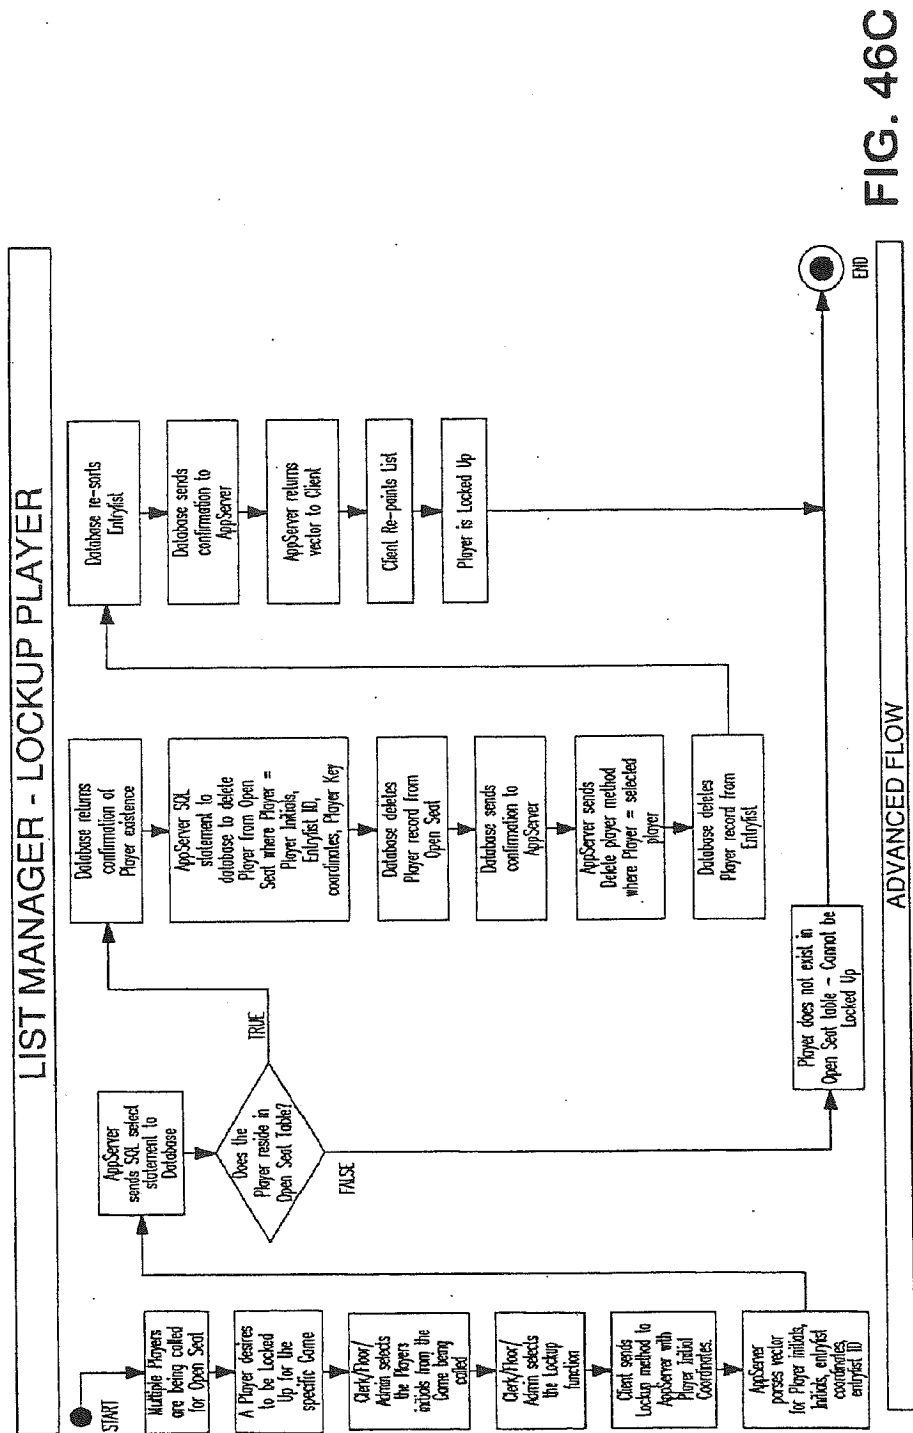 LIST MANAGER - LOCKUP PLAYER
START
Multiple Players
are being called
for Open Seat
A Player desires
to be Locked
Up for the
specific Game
Clerk/Floor/
Admin selects
the Players
initials from the
Game being
called
Clerk/Floor/
Admin selects
the Lockup
function
Client sends
Lockup method to
AppServer with
Player Initial
Coordinates.
AppServer
parses vector
for Player initials,
Initials, entrylist
coordinates,
entrylist ID
AppServer
sends SQL select
statement to
Database
Does the
Player reside in
Open Seat Table?
TRUE
FALSE
Database returns
confirmation of
Player existence
AppServer SQL
statement to
database to delete
Player from Open
Seat where Player =
Player Initials,
Entrylist ID,
coordinates, Player Key
Database deletes
Player record from
Open Seat
Database sends
confirmation to
AppServer
AppServer sends
Delete player method
where Player = selected
player
Database deletes
Player record from
Entrylist
Player does not exist in
Open Seat table - Cannot be
Locked Up
Database re-sorts
Entrylist
Database sends
confirmation to
AppServer
AppServer returns
vector to Client
Client Re-paints List
Player is Locked Up
END
ADVANCED FLOW
FIG. 46C